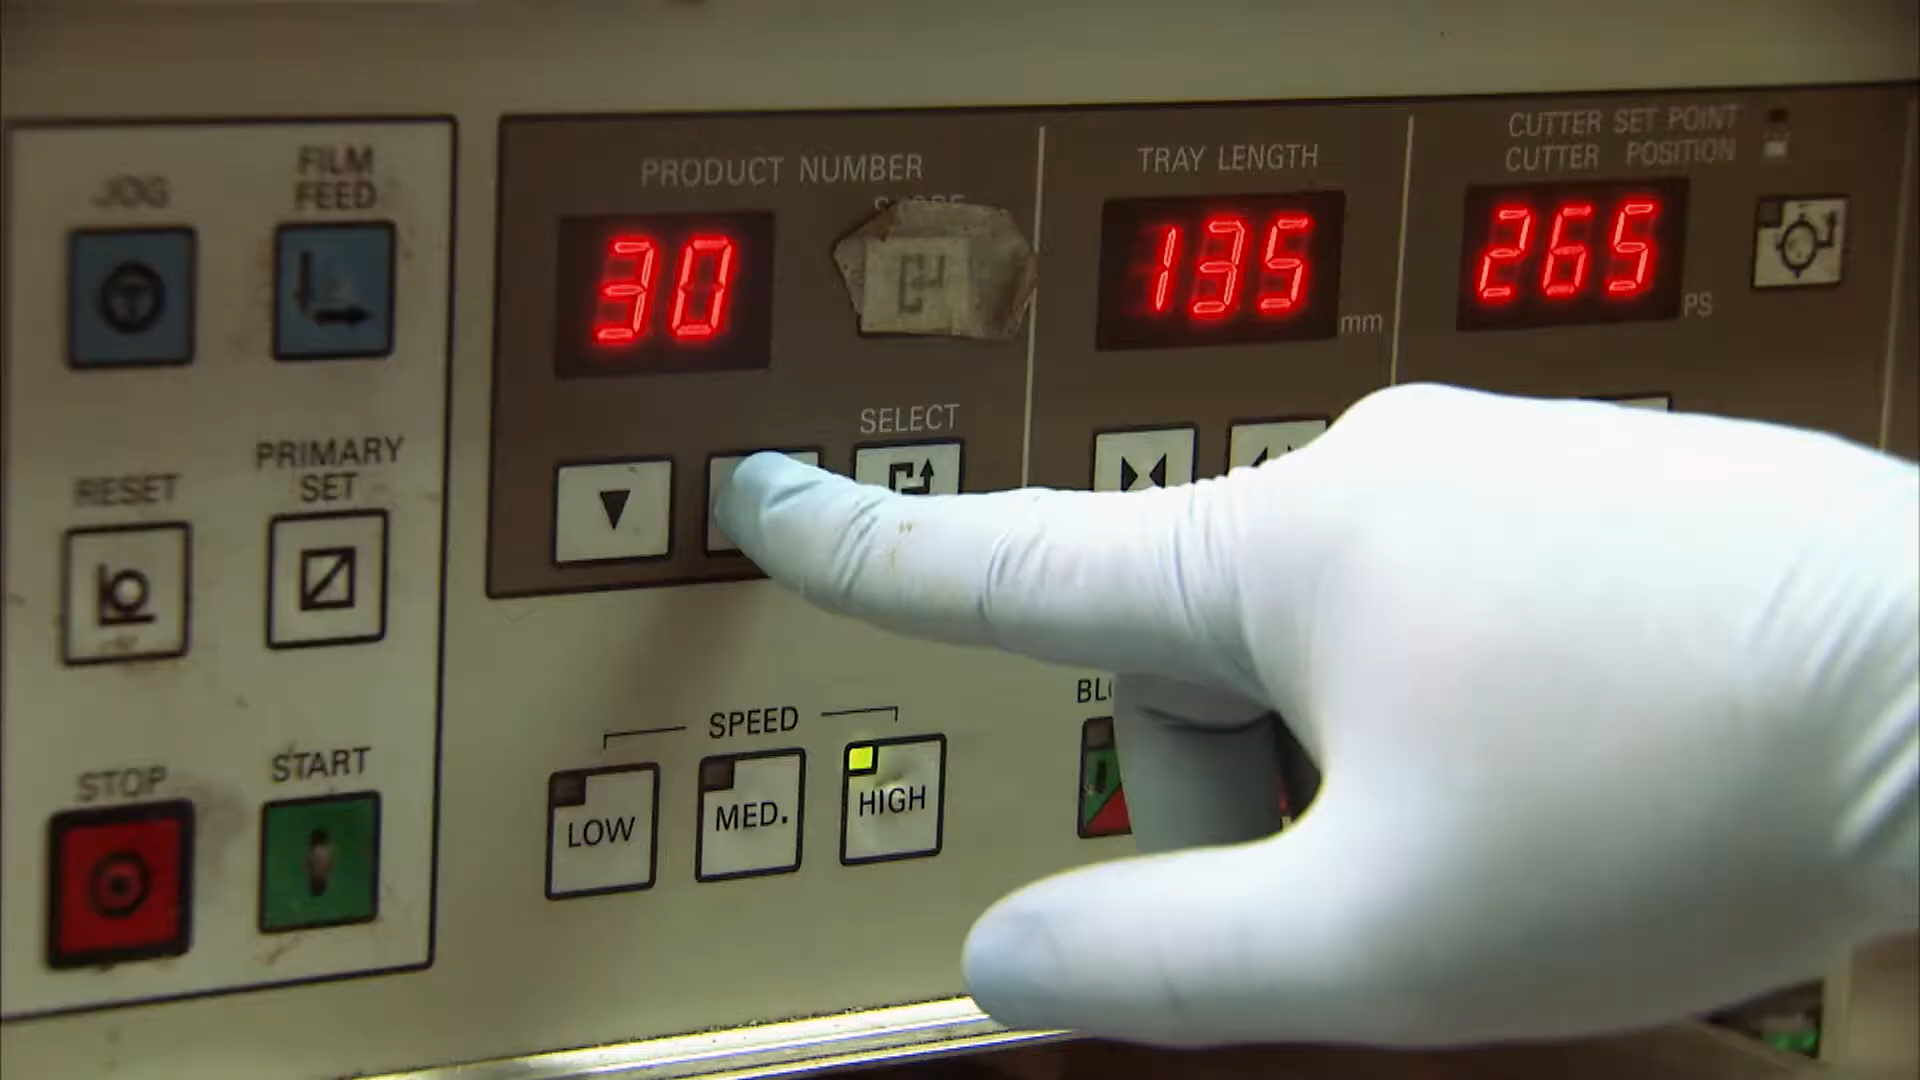 JOG
FILM
FEED
RESET
PRIMARY
SET
STOP
START
PRODUCT NUMBER
30
SELECT
TRAY LENGTH
135
mm
CUTTER SET POINT
CUTTER POSITION
265
PS
SPEED
LOW
MED.
HIGH